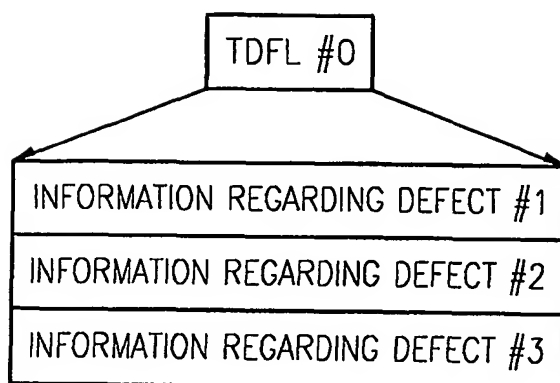 TDFL #0
INFORMATION REGARDING DEFECT #1
INFORMATION REGARDING DEFECT #2
INFORMATION REGARDING DEFECT #3